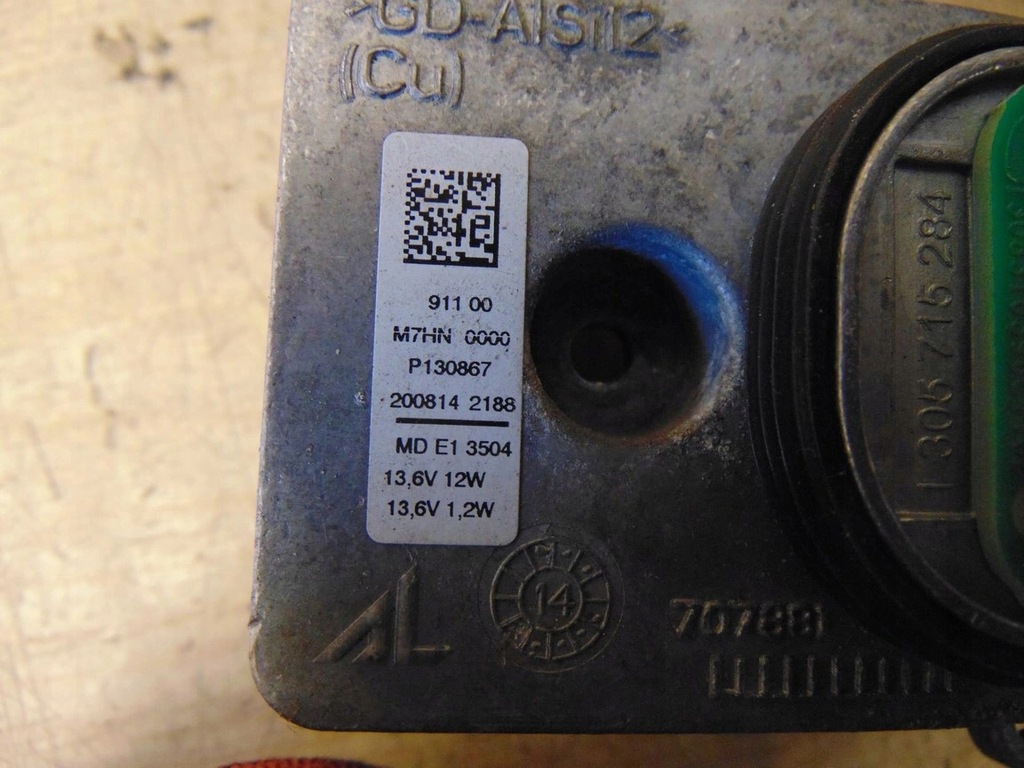 >GD-AlSi12<
(Cu)
911 00
M7HN 0000
P130867
200814 2188
MD E1 3504
13,6V 12W
13,6V 1,2W
AL
14
1 305 715 284